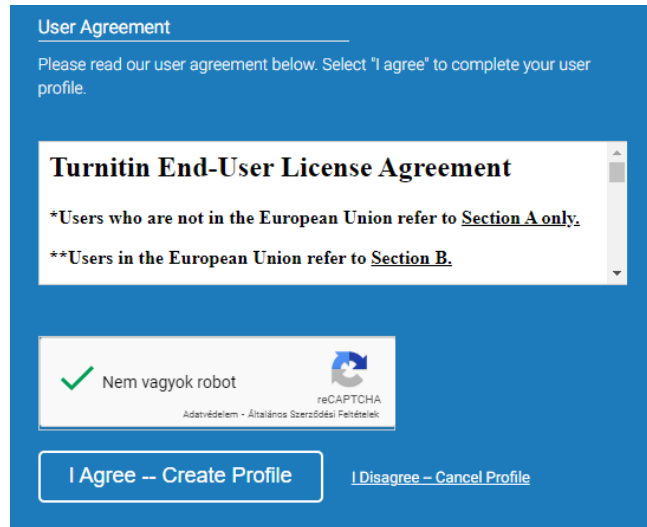 User Agreement
Please read our user agreement below. Select "I agree" to complete your user
profile.
Turnitin End-User License Agreement
*Users who are not in the European Union refer to Section A only.
**Users in the European Union refer to Section B.
Nem vagyok robot
reCAPTCHA
Adatvédelem - Általános Szerződési Feltételek
I Agree -- Create Profile
I Disagree – Cancel Profile